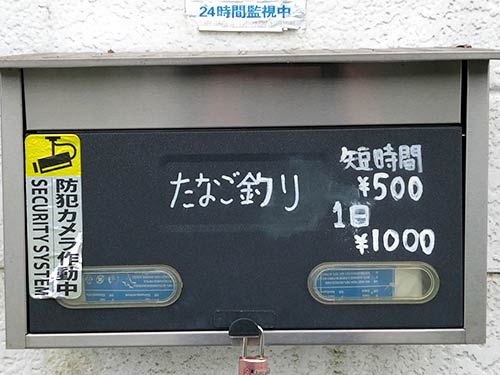 24時間監視中
防犯カメラ作動中
SECURITY SYSTEM
たなご釣り
短時間
¥500
1日
¥1000